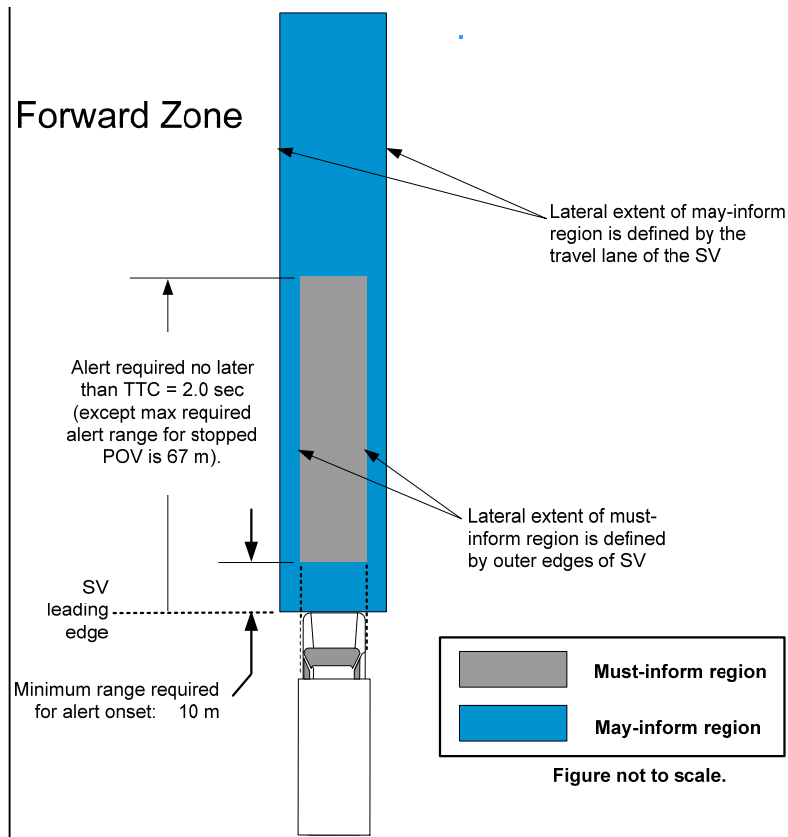 Forward Zone
Lateral extent of may-inform
region is defined by the
travel lane of the SV
Alert required no later
than TTC = 2.0 sec
(except max required
alert range for stopped
POV is 67 m).
Lateral extent of must-
inform region is defined
by outer edges of SV
SV
leading
edge
Minimum range required
for alert onset: 10 m
Must-inform region
May-inform region
Figure not to scale.